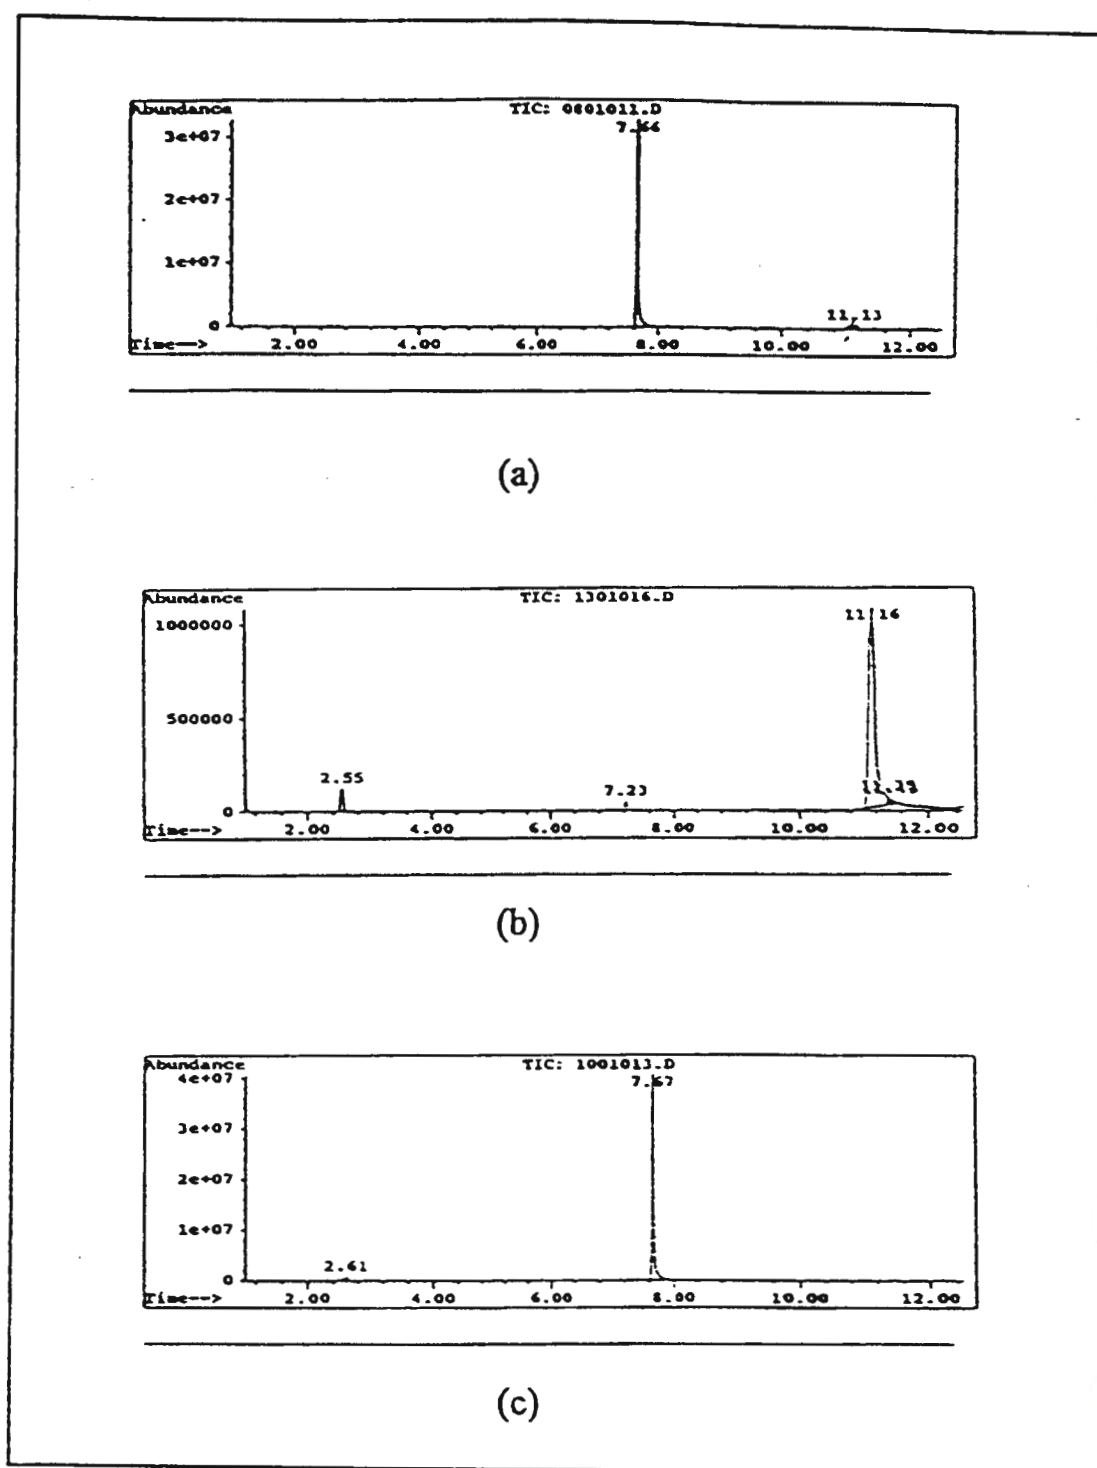 Abundance TIC: 0801011.D
7.66
3e+07
2e+07
1e+07
11.13
0
Time--> 2.00 4.00 6.00 8.00 10.00 12.00
(a)
Abundance TIC: 1301016.D
11.16
1000000
500000
2.55
7.23
0
Time--> 2.00 4.00 6.00 8.00 10.00 12.00
(b)
Abundance TIC: 1001013.D
4e+07
7.67
3e+07
2e+07
1e+07
2.61
0
Time--> 2.00 4.00 6.00 8.00 10.00 12.00
(c)